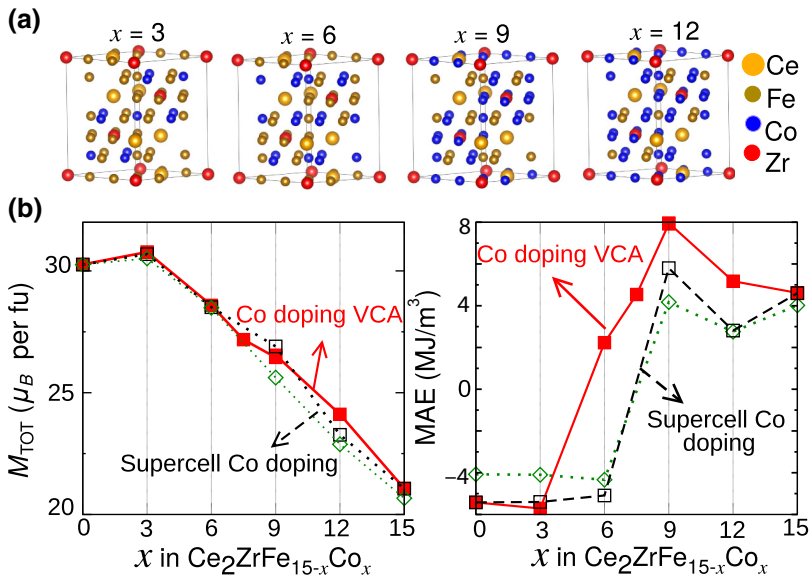 (a)
x = 3
x = 6
x = 9
x = 12
Ce
Fe
Co
Zr
(b)
30
25
20
M_TOT (μ_B per fu)
Co doping VCA
Supercell Co doping
0 3 6 9 12 15
x in Ce₂ZrFe₁₅₋ₓCoₓ
8
4
0
−4
MAE (MJ/m³)
Co doping VCA
Supercell Co
doping
0 3 6 9 12 15
x in Ce₂ZrFe₁₅₋ₓCoₓ